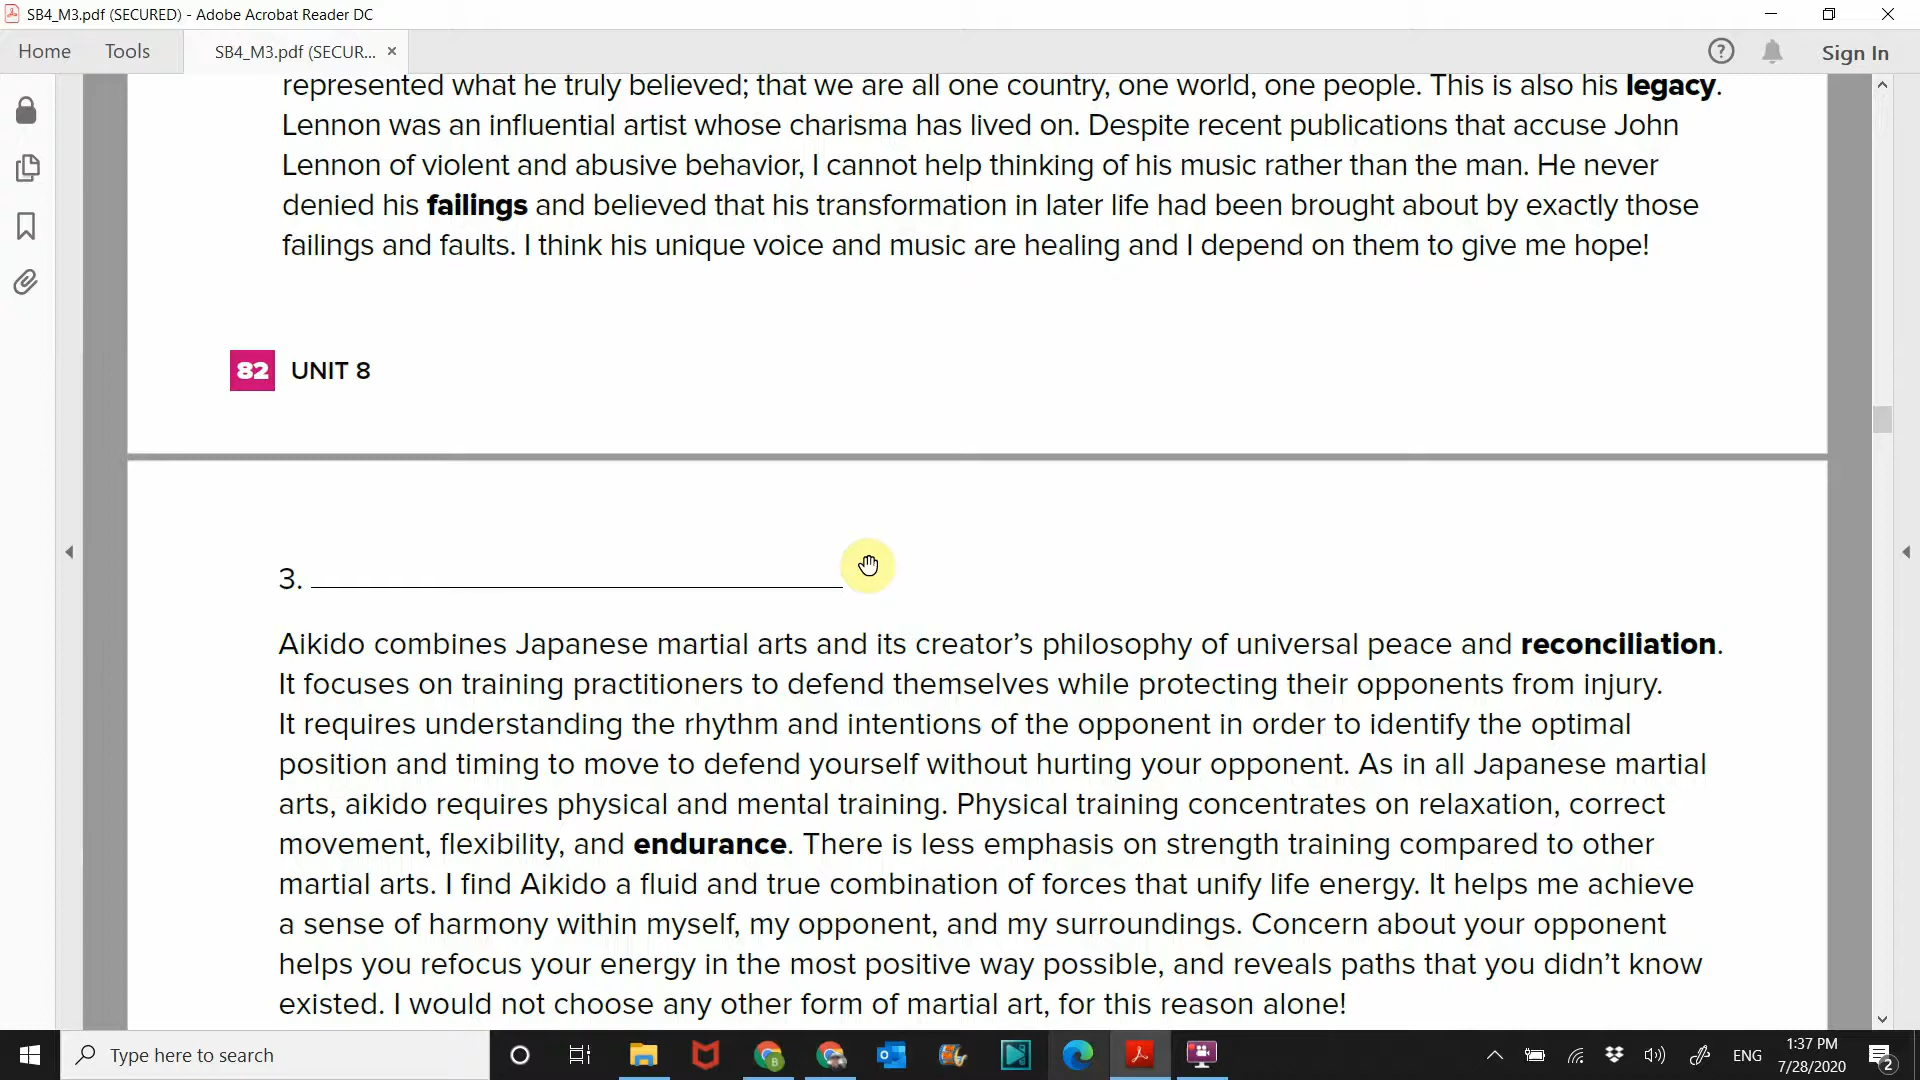 SB4_M3.pdf (SECURED) - Adobe Acrobat Reader DC
Home
Tools
SB4_M3.pdf (SECUR...
Sign In
represented what he truly believed; that we are all one country, one world, one people. This is also his legacy.
Lennon was an influential artist whose charisma has lived on. Despite recent publications that accuse John
Lennon of violent and abusive behavior, I cannot help thinking of his music rather than the man. He never
denied his failings and believed that his transformation in later life had been brought about by exactly those
failings and faults. I think his unique voice and music are healing and I depend on them to give me hope!
82 UNIT 8
3. ______________________________
Aikido combines Japanese martial arts and its creator's philosophy of universal peace and reconciliation.
It focuses on training practitioners to defend themselves while protecting their opponents from injury.
It requires understanding the rhythm and intentions of the opponent in order to identify the optimal
position and timing to move to defend yourself without hurting your opponent. As in all Japanese martial
arts, aikido requires physical and mental training. Physical training concentrates on relaxation, correct
movement, flexibility, and endurance. There is less emphasis on strength training compared to other
martial arts. I find Aikido a fluid and true combination of forces that unify life energy. It helps me achieve
a sense of harmony within myself, my opponent, and my surroundings. Concern about your opponent
helps you refocus your energy in the most positive way possible, and reveals paths that you didn't know
existed. I would not choose any other form of martial art, for this reason alone!
Type here to search
ENG
1:37 PM
7/28/2020
2